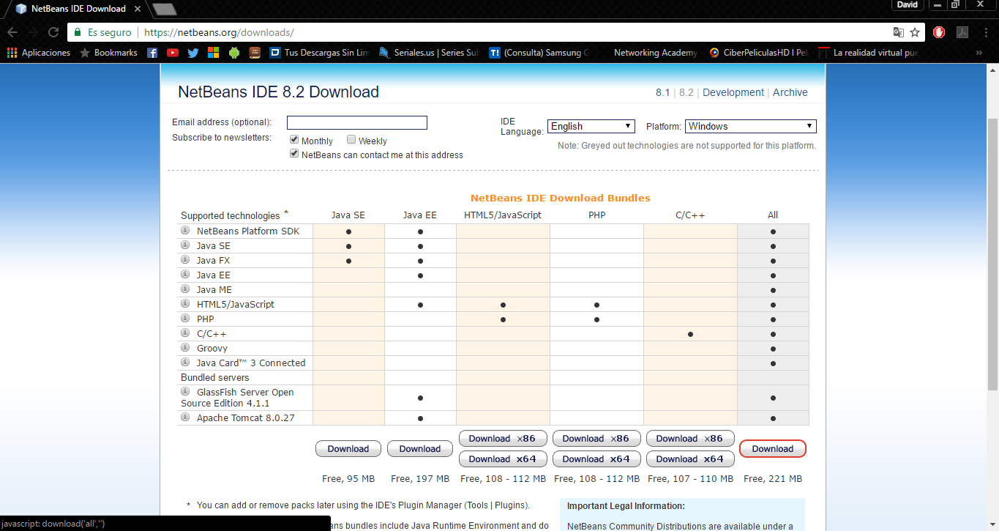 NetBeans IDE Download
David
Es seguro
https://netbeans.org/downloads/
Aplicaciones
Bookmarks
Tus Descargas Sin Lim
Seriales.us | Series Sub
T!
(Consulta) Samsung G
Networking Academy
CiberPeliculasHD I Pel
La realidad virtual pue
»
NetBeans IDE 8.2 Download
8.1 | 8.2 | Development | Archive
Email address (optional):
Subscribe to newsletters:
Monthly
Weekly
NetBeans can contact me at this address
IDE
Language:
English
Platform:
Windows
Note: Greyed out technologies are not supported for this platform.
NetBeans IDE Download Bundles
Supported technologies *
Java SE
Java EE
HTML5/JavaScript
PHP
C/C++
All
NetBeans Platform SDK
Java SE
Java FX
Java EE
Java ME
HTML5/JavaScript
PHP
C/C++
Groovy
Java Card™ 3 Connected
Bundled servers
GlassFish Server Open
Source Edition 4.1.1
Apache Tomcat 8.0.27
Download
Download
Download x86
Download x64
Download x86
Download x64
Download x86
Download x64
Download
Free, 95 MB
Free, 197 MB
Free, 108 - 112 MB
Free, 108 - 112 MB
Free, 107 - 110 MB
Free, 221 MB
* You can add or remove packs later using the IDE's Plugin Manager (Tools | Plugins).
Important Legal Information:
bundles include Java Runtime Environment and do
NetBeans Community Distributions are available under a
javascript: download('all','')